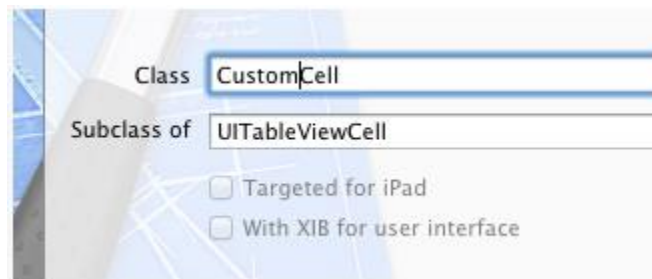 Class CustomCell
Subclass of UITableViewCell
Targeted for iPad
With XIB for user interface